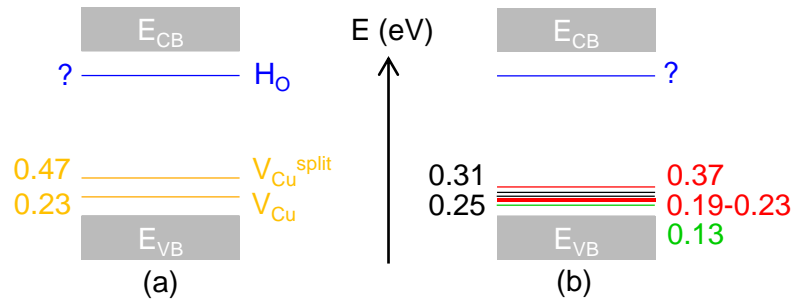 E_CB
E (eV)
E_CB
?
H_O
?
0.47
V_Cu^split
0.31
0.37
0.23
V_Cu
0.25
0.19-0.23
E_VB
E_VB
0.13
(a)
(b)